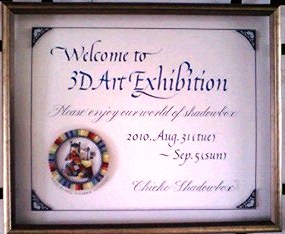 Welcome to
3D Art Exhibition
Please enjoy our world of shadowbox
2010. Aug. 31 (tue)
~ Sep. 5 (sun)
Chieko Shadowbox